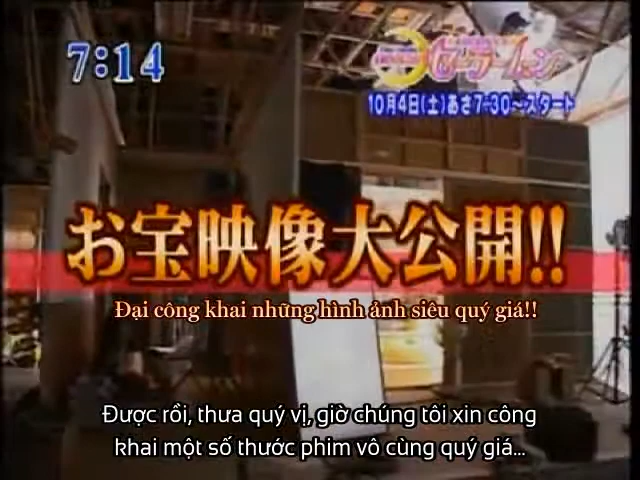 7:14
セーラームーン
10月4日(土)あさ7:30〜スタート
お宝映像大公開!!
Đại công khai những hình ảnh siêu quý giá!!
Được rồi, thưa quý vị, giờ chúng tôi xin công
khai một số thước phim vô cùng quý giá...